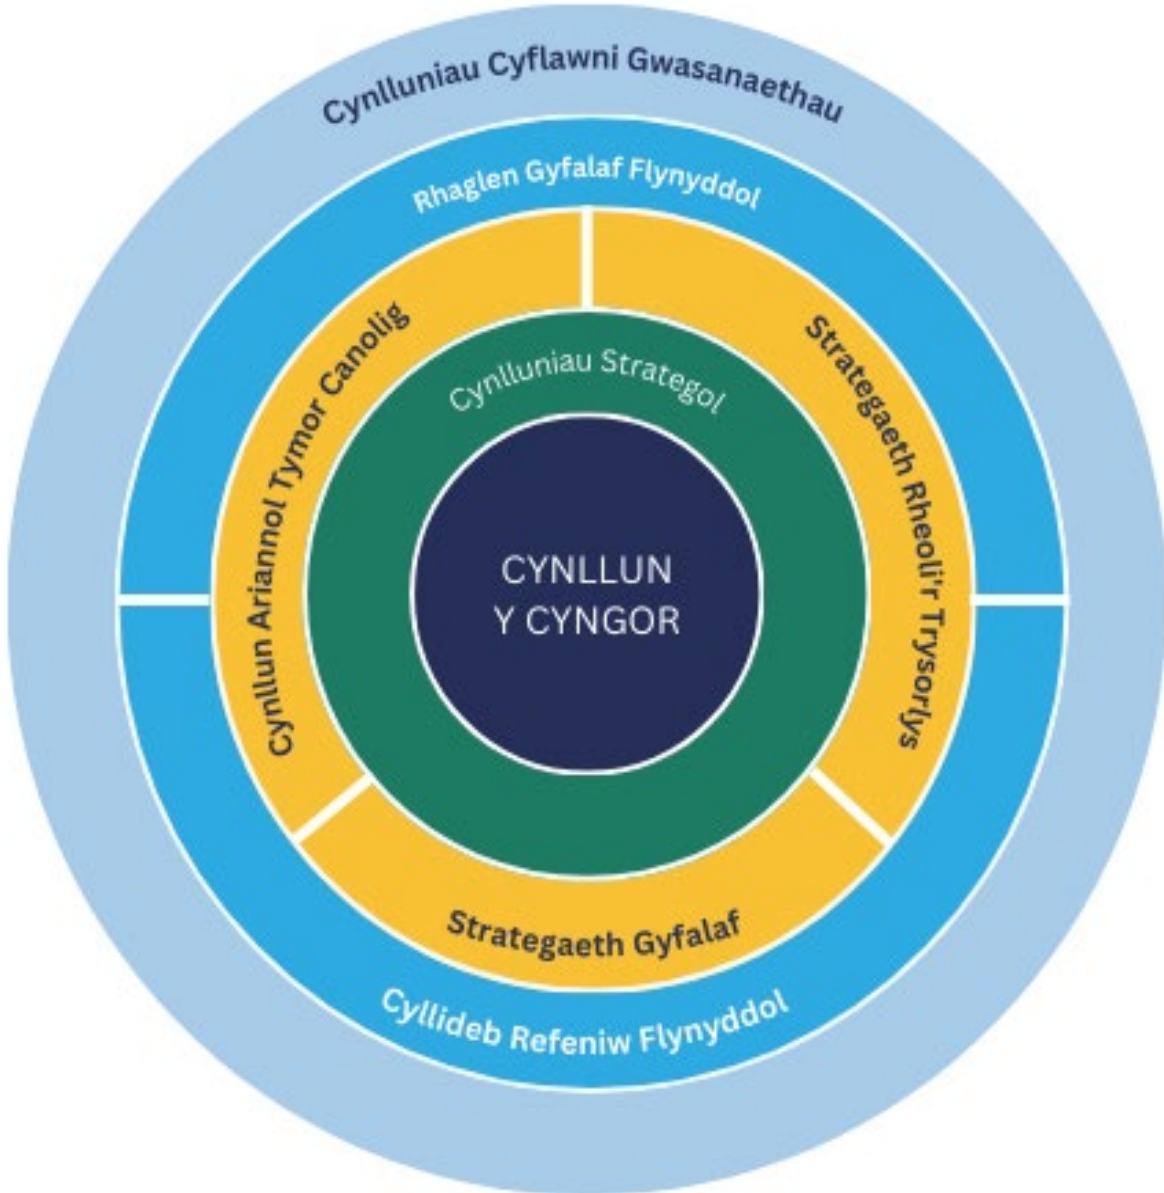 Cynlluniau Cyflawni Gwasanaethau
Rhaglen Gyfalaf Flynyddol
Cynllun Ariannol Tymor Canolig
Strategaeth Rheoli'r Trysorlys
Cynlluniau Strategol
CYNLLUN
Y CYNGOR
Strategaeth Gyfalaf
Cyllideb Refeniw Flynyddol